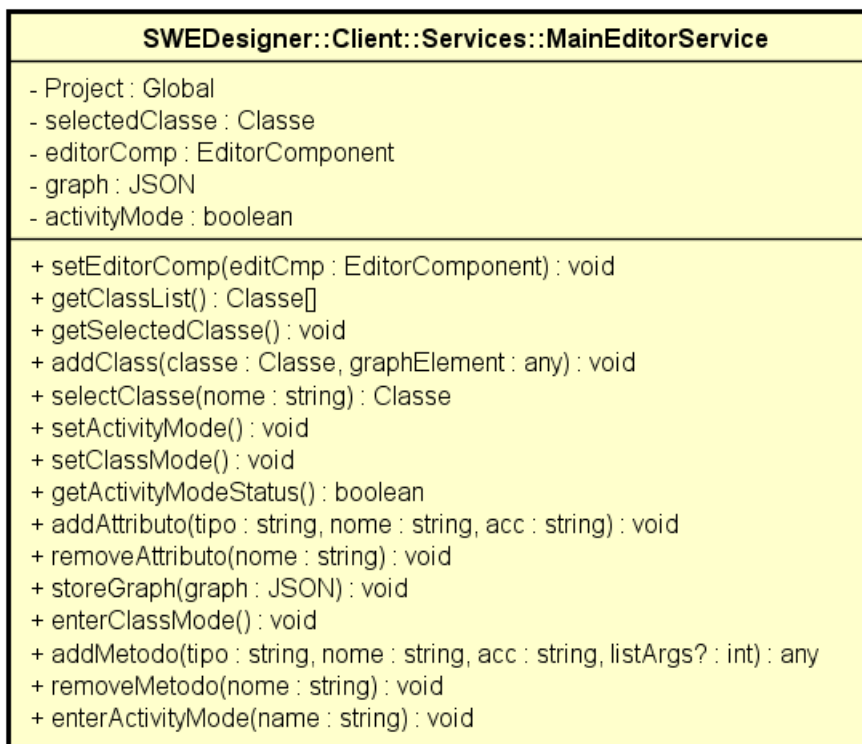 SWEDesigner::Client::Services::MainEditorService
- Project : Global
- selectedClasse : Classe
- editorComp : EditorComponent
- graph : JSON
- activityMode : boolean
+ setEditorComp(editCmp : EditorComponent) : void
+ getClassList() : Classe[]
+ getSelectedClasse() : void
+ addClass(classe : Classe, graphElement : any) : void
+ selectClasse(nome : string) : Classe
+ setActivityMode() : void
+ setClassMode() : void
+ getActivityModeStatus() : boolean
+ addAttributo(tipo : string, nome : string, acc : string) : void
+ removeAttributo(nome : string) : void
+ storeGraph(graph : JSON) : void
+ enterClassMode() : void
+ addMetodo(tipo : string, nome : string, acc : string, listArgs? : int) : any
+ removeMetodo(nome : string) : void
+ enterActivityMode(name : string) : void